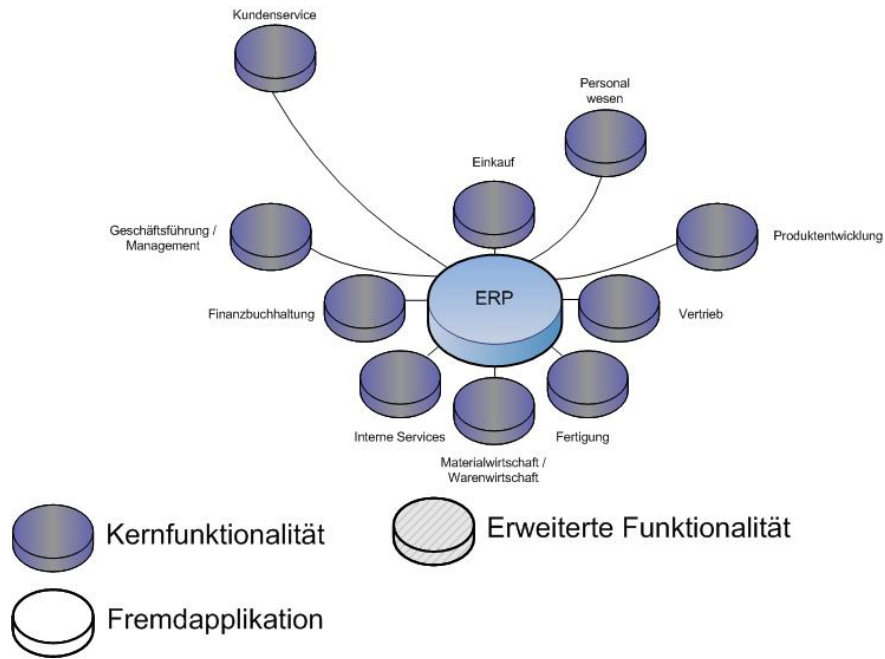 Kundenservice
Personal
wesen
Einkauf
Geschäftsführung /
Management
Produktentwicklung
ERP
Finanzbuchhaltung
Vertrieb
Interne Services
Fertigung
Materialwirtschaft /
Warenwirtschaft
Kernfunktionalität
Erweiterte Funktionalität
Fremdapplikation